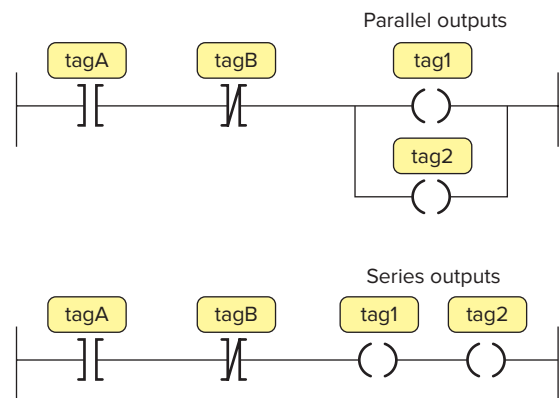 Parallel outputs
tagA tagB tag1
tag2
Series outputs
tagA tagB tag1 tag2